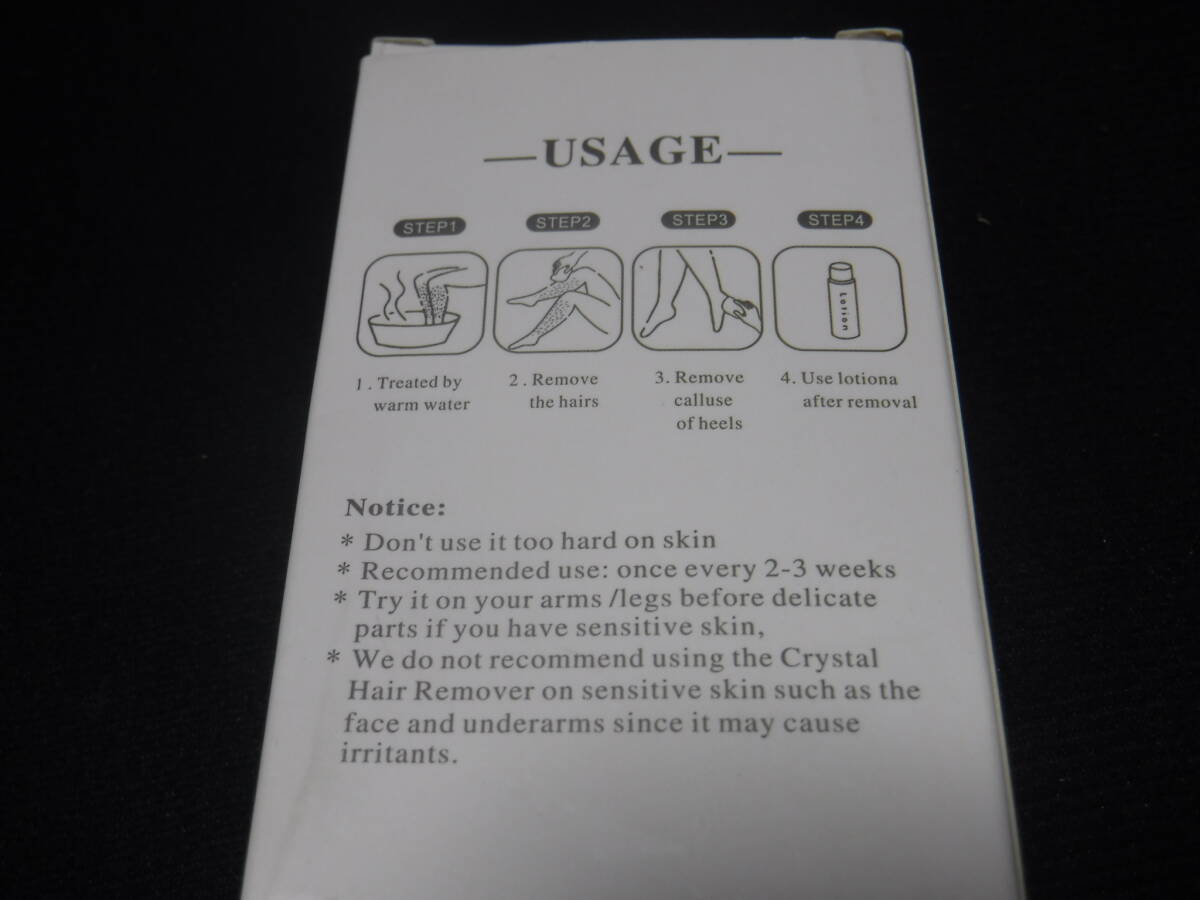 —USAGE—
STEP1 STEP2 STEP3 STEP4
Lotion
1. Treated by
warm water
2. Remove
the hairs
3. Remove
calluse
of heels
4. Use lotiona
after removal
Notice:
* Don't use it too hard on skin
* Recommended use: once every 2-3 weeks
* Try it on your arms /legs before delicate
parts if you have sensitive skin,
* We do not recommend using the Crystal
Hair Remover on sensitive skin such as the
face and underarms since it may cause
irritants.